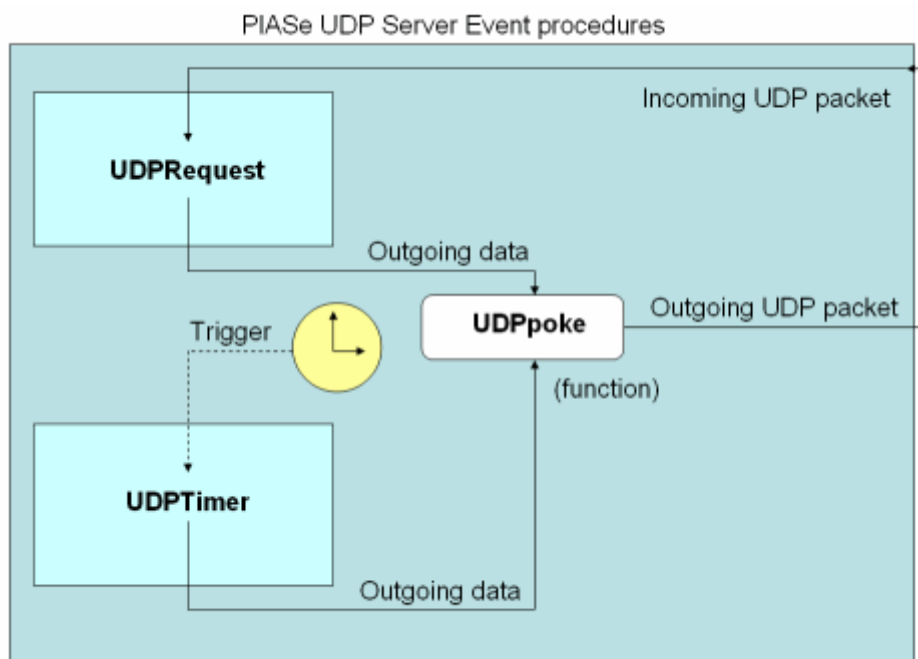 PIASe UDP Server Event procedures
Incoming UDP packet
UDPRequest
Outgoing data
UDPpoke
Outgoing UDP packet
Trigger
(function)
UDPTimer
Outgoing data